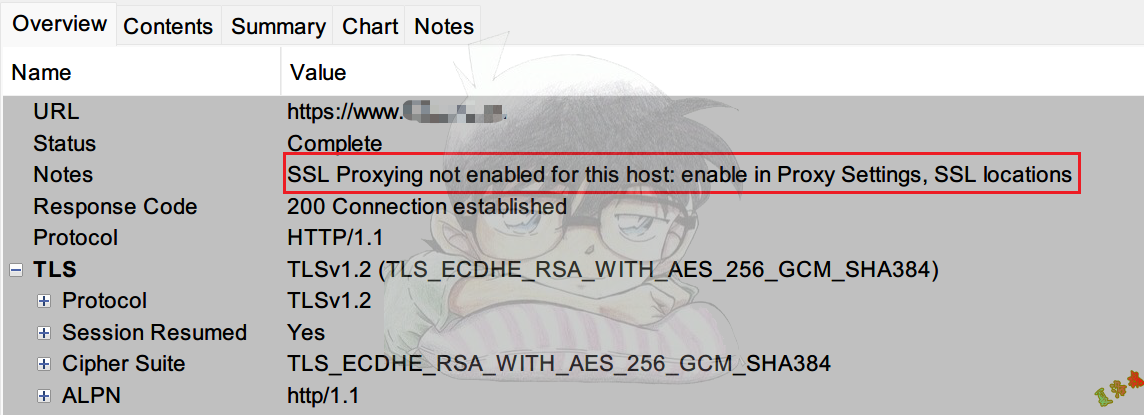 Overview Contents Summary Chart Notes
Name Value
URL https://www.
Status Complete
Notes SSL Proxying not enabled for this host: enable in Proxy Settings, SSL locations
Response Code 200 Connection established
Protocol HTTP/1.1
TLS TLSv1.2 (TLS_ECDHE_RSA_WITH_AES_256_GCM_SHA384)
Protocol TLSv1.2
Session Resumed Yes
Cipher Suite TLS_ECDHE_RSA_WITH_AES_256_GCM_SHA384
ALPN http/1.1